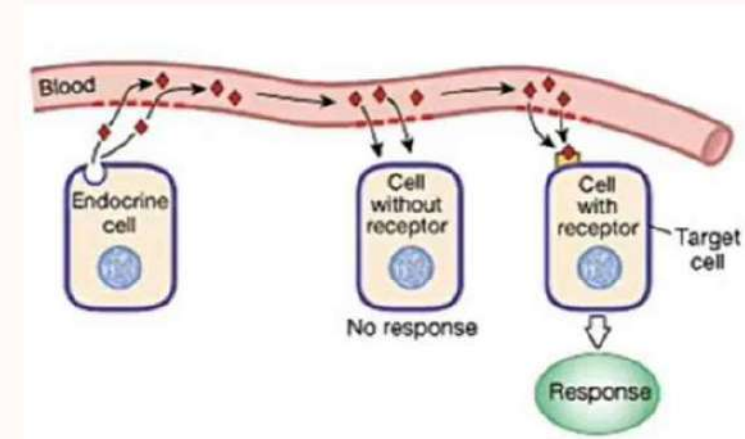 Blood
Endocrine
cell
Cell
without
receptor
No response
Cell
with
receptor
Target
cell
Response